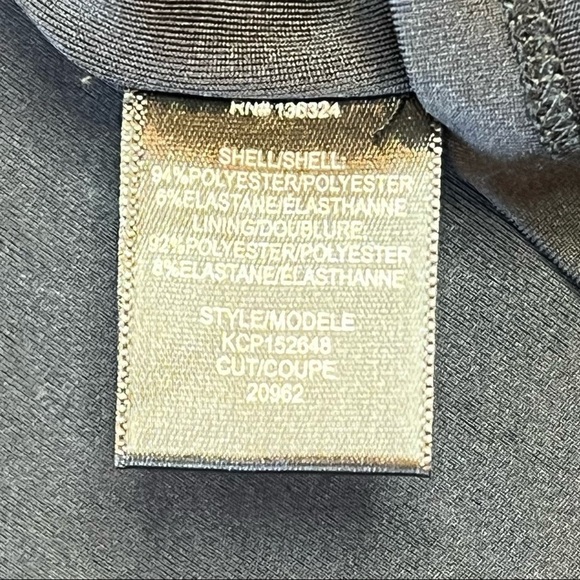 RN# 136324
SHELL/SHELL:
94%POLYESTER/POLYESTER
6%ELASTANE/ELASTHANNE
LINING/DOUBLURE:
92%POLYESTER/POLYESTER
8%ELASTANE/ELASTHANNE
STYLE/MODELE
KCP152648
CUT/COUPE
20962